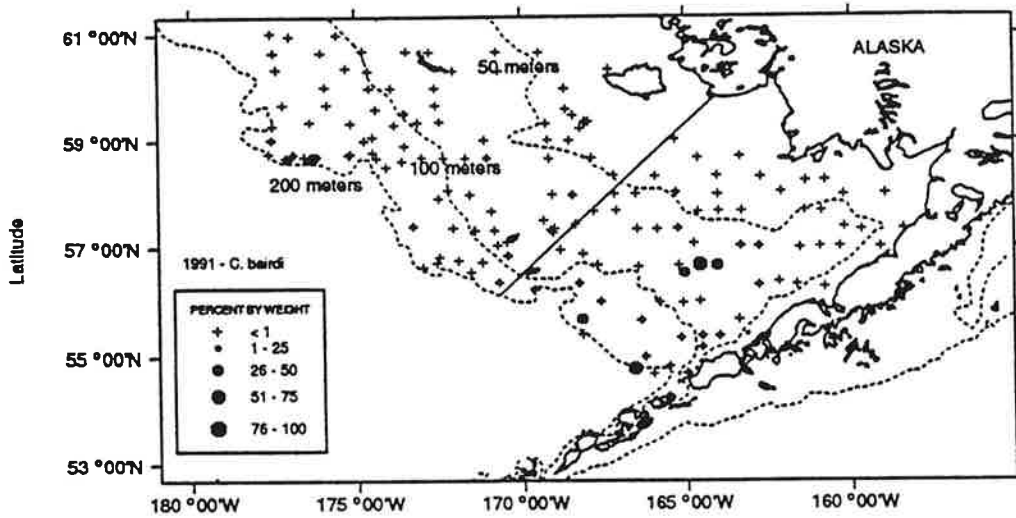 61 °00'N
59 °00'N
57 °00'N
55 °00'N
53 °00'N
Latitude
ALASKA
50 meters
100 meters
200 meters
1991 - C. bairdi
PERCENT BY WEIGHT
< 1
1 - 25
26 - 50
51 - 75
76 - 100
180 °00'W
175 °00'W
170 °00'W
165 °00'W
160 °00'W